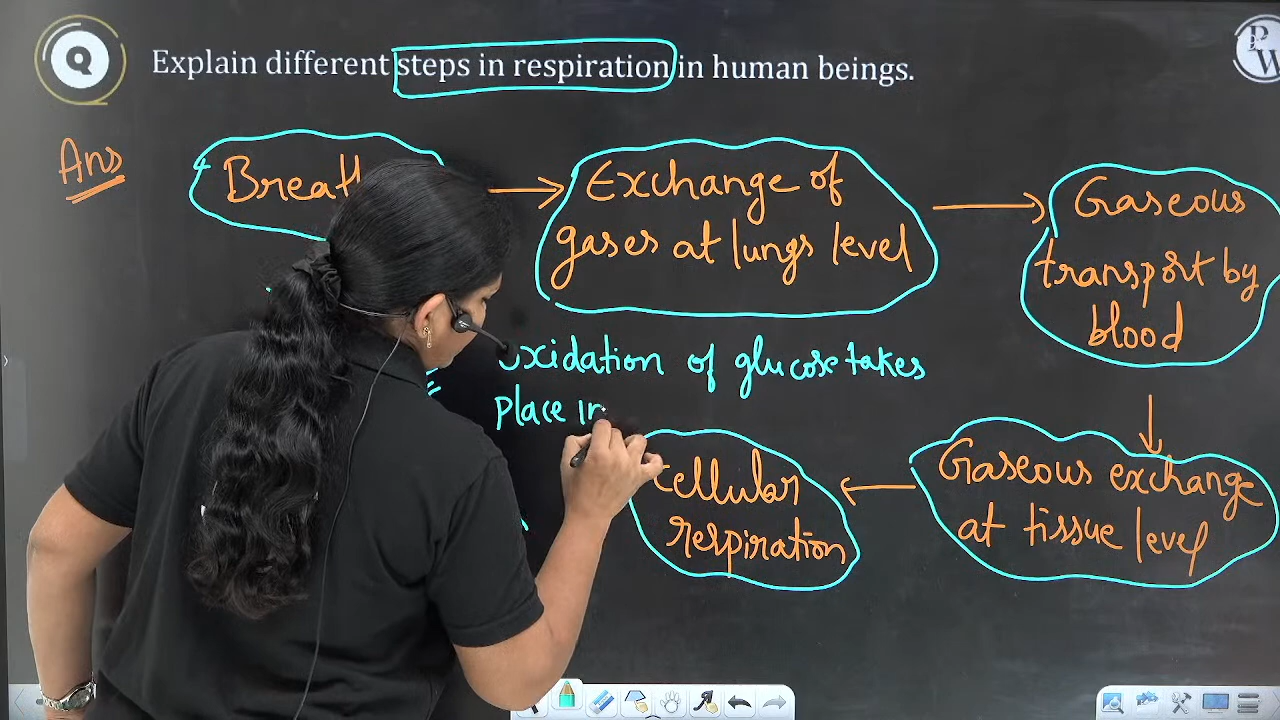 Q Explain different steps in respiration in human beings.
PW
Ans
Exchange of
gases at lungs level
Gaseous
transport by
blood
oxidation of glucose takes
place in
Cellular
respiration
Gaseous exchange
at tissue level